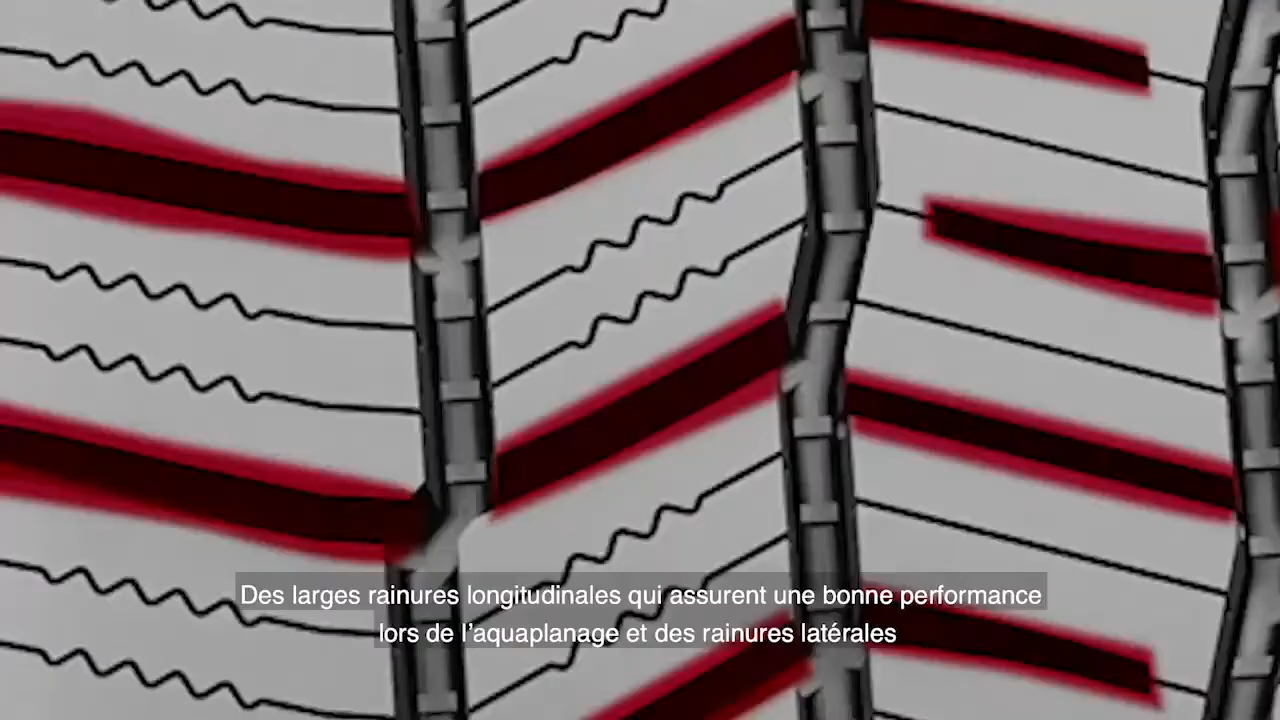 Des larges rainures longitudinales qui assurent une bonne performance
lors de l’aquaplanage et des rainures latérales